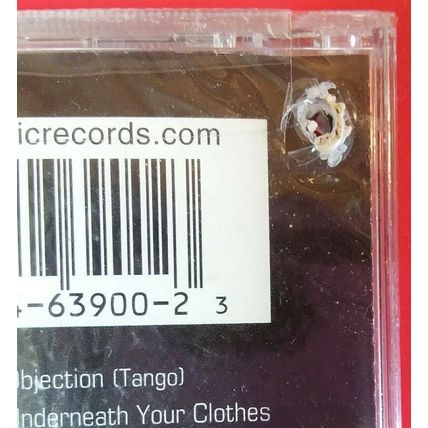 icrecords.com
4-63900-2 3
Objection (Tango)
Underneath Your Clothes